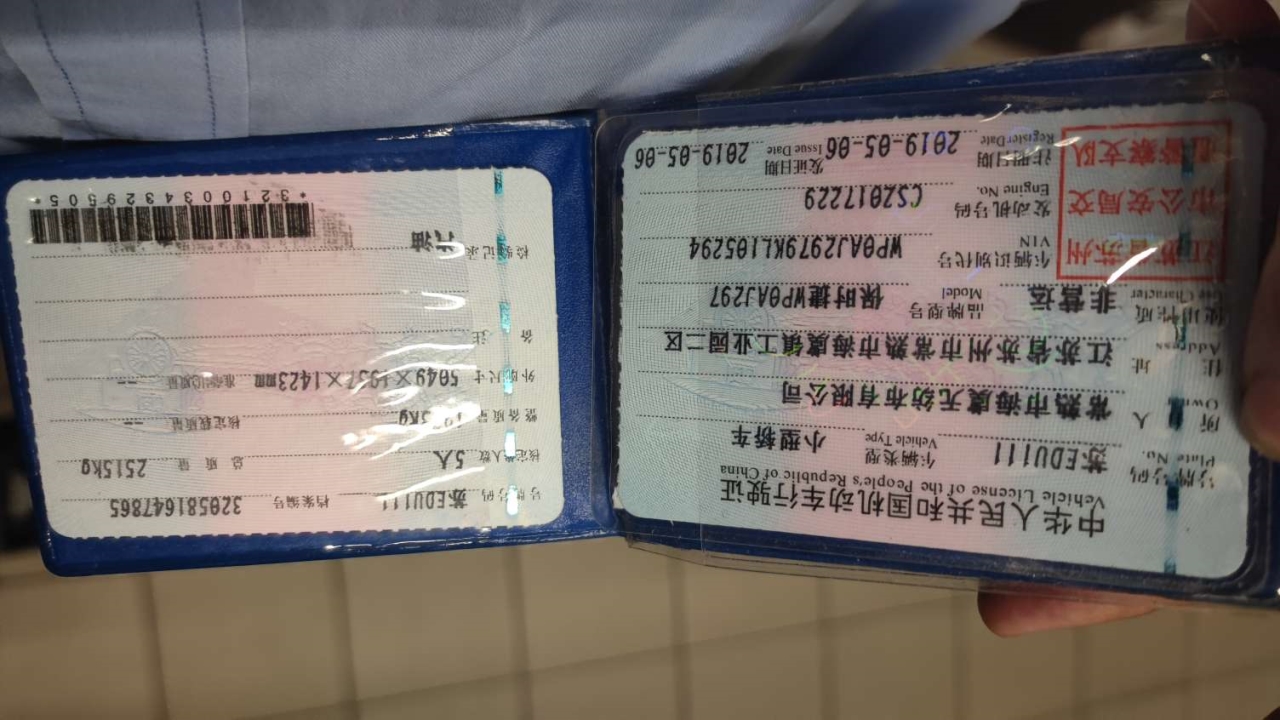 中华人民共和国机动车行驶证
Vehicle License of the People's Republic of China
号牌号码 Plate No. 苏EDU111 车辆类型 Vehicle Type 小型轿车
所有人 Owner 常熟市海虞无纺布有限公司
住址 Address 江苏省苏州市常熟市海虞镇工业园二区
使用性质 Use Character 非营运 品牌型号 Model 保时捷WP0AJ297
车辆识别代号 VIN WP0AJ2979KL105294
发动机号码 Engine No. CSZ017229
注册日期 Register Date 2019-05-06 发证日期 Issue Date 2019-05-06
江苏省苏州
市公安局交
警察支队
号牌号码 苏EDU111 档案编号 320581647865
核定载人数 5人 总质量 2515kg
整备质量 核定载质量 --
外廓尺寸 5049×1937×1423mm 准牵引总质量 --
备注
检验记录 汽油
*3210034329505*